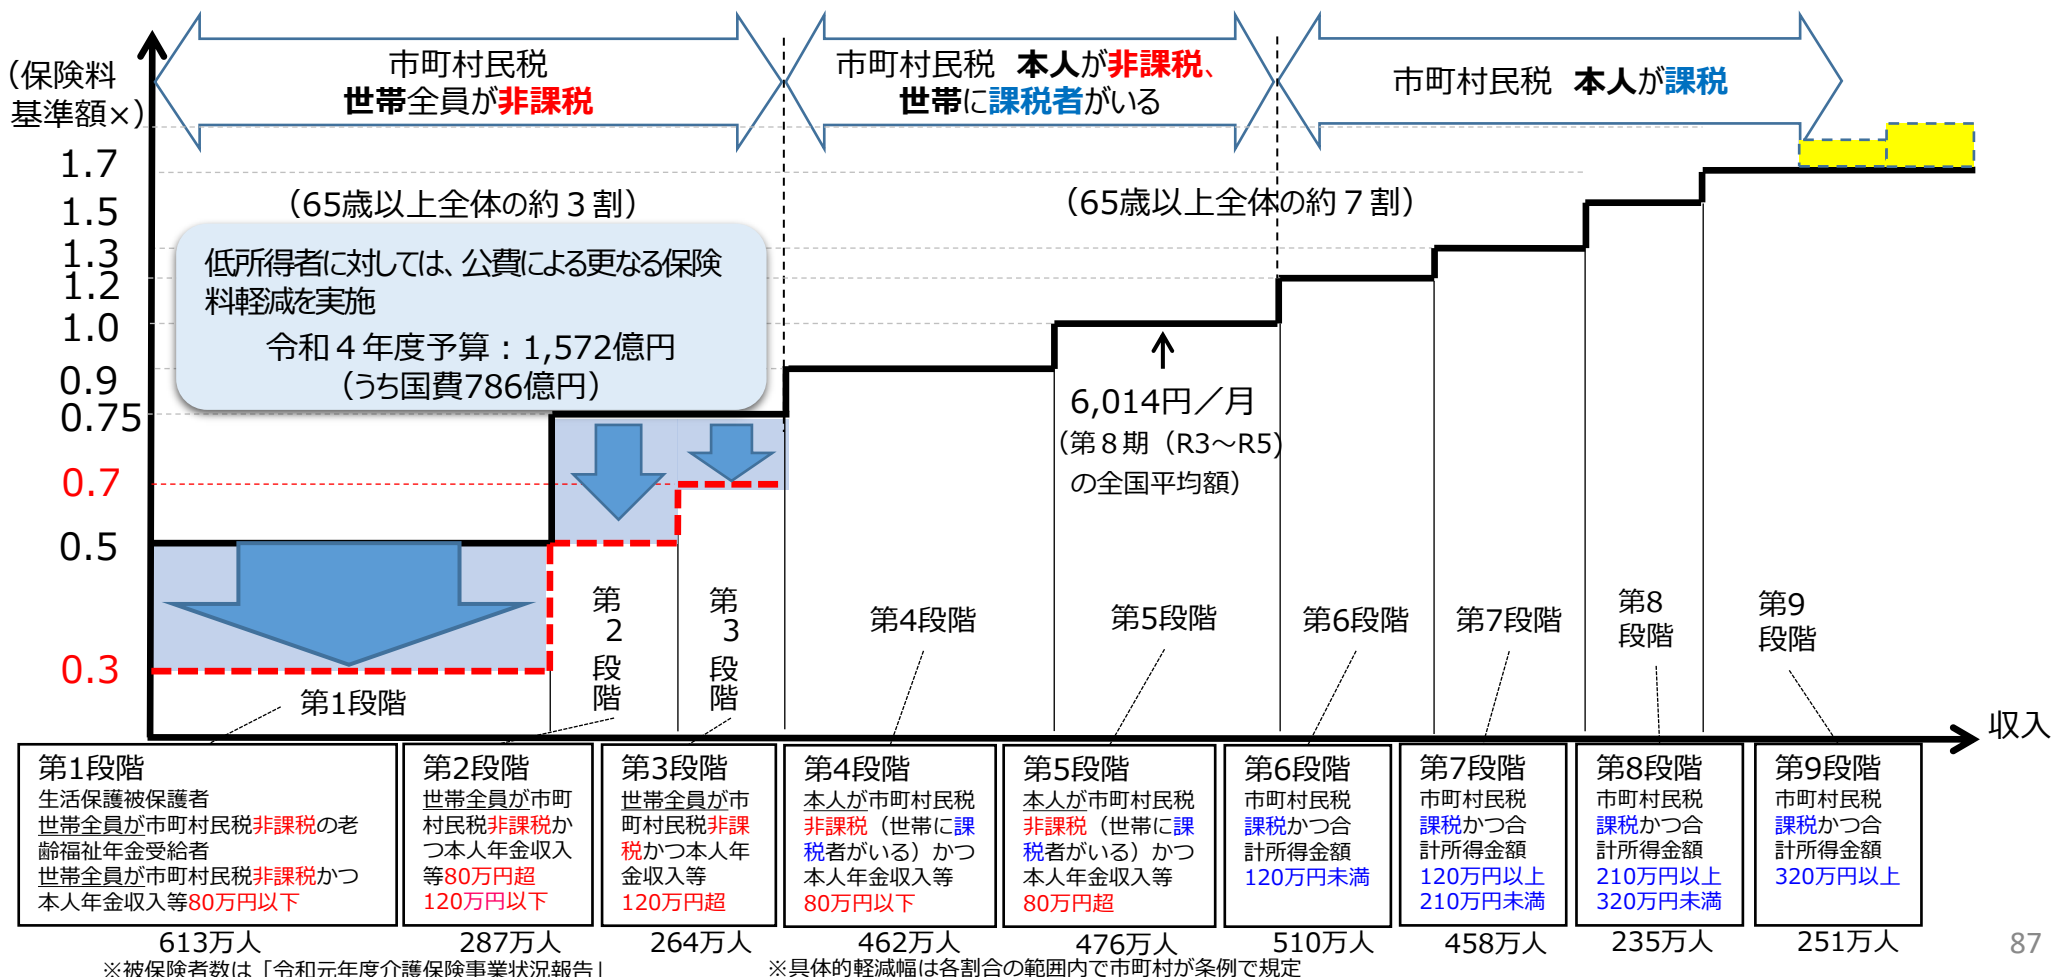 （保険料
基準額×）
市町村民税
世帯全員が非課税
市町村民税　本人が非課税、
世帯に課税者がいる
市町村民税　本人が課税
1.7
1.5
1.3
1.2
1.0
0.9
0.75
0.7
0.5
0.3
（65歳以上全体の約３割）
（65歳以上全体の約７割）
低所得者に対しては、公費による更なる保険
料軽減を実施
令和４年度予算：1,572億円
（うち国費786億円）
6,014円／月
（第８期（R3～R5）
の全国平均額）
第1段階
第２段階
第３段階
第4段階
第5段階
第6段階
第7段階
第8
段階
第9
段階
収入
第1段階
生活保護被保護者
世帯全員が市町村民税非課税の老
齢福祉年金受給者
世帯全員が市町村民税非課税かつ
本人年金収入等80万円以下
第2段階
世帯全員が市町
村民税非課税か
つ本人年金収入
等80万円超
120万円以下
第3段階
世帯全員が市
町村民税非課
税かつ本人年
金収入等
120万円超
第4段階
本人が市町村民税
非課税（世帯に課
税者がいる）かつ
本人年金収入等
80万円以下
第5段階
本人が市町村民税
非課税（世帯に課
税者がいる）かつ
本人年金収入等
80万円超
第6段階
市町村民税
課税かつ合
計所得金額
120万円未満
第7段階
市町村民税
課税かつ合
計所得金額
120万円以上
210万円未満
第8段階
市町村民税
課税かつ合
計所得金額
210万円以上
320万円未満
第9段階
市町村民税
課税かつ合
計所得金額
320万円以上
613万人
287万人
264万人
462万人
476万人
510万人
458万人
235万人
251万人
※被保険者数は「令和元年度介護保険事業状況報告」
※具体的軽減幅は各割合の範囲内で市町村が条例で規定
87